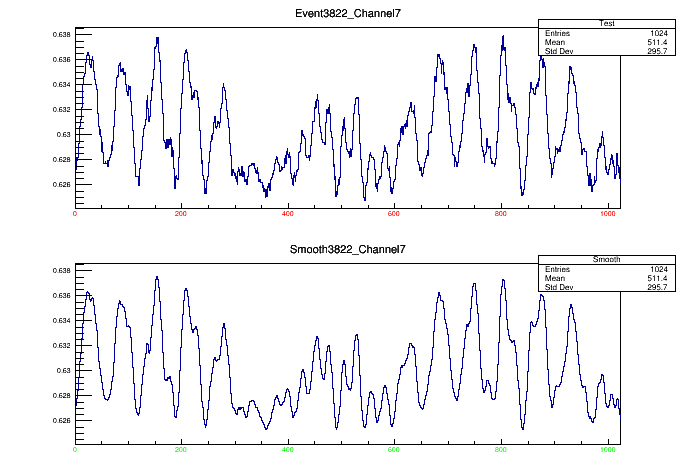 Event3822_Channel7
Test
Entries 1024
Mean 511.4
Std Dev 295.7
0.638
0.636
0.634
0.632
0.63
0.628
0.626
0 200 400 600 800 1000
Smooth3822_Channel7
Smooth
Entries 1024
Mean 511.4
Std Dev 295.7
0.638
0.636
0.634
0.632
0.63
0.628
0.626
0 200 400 600 800 1000